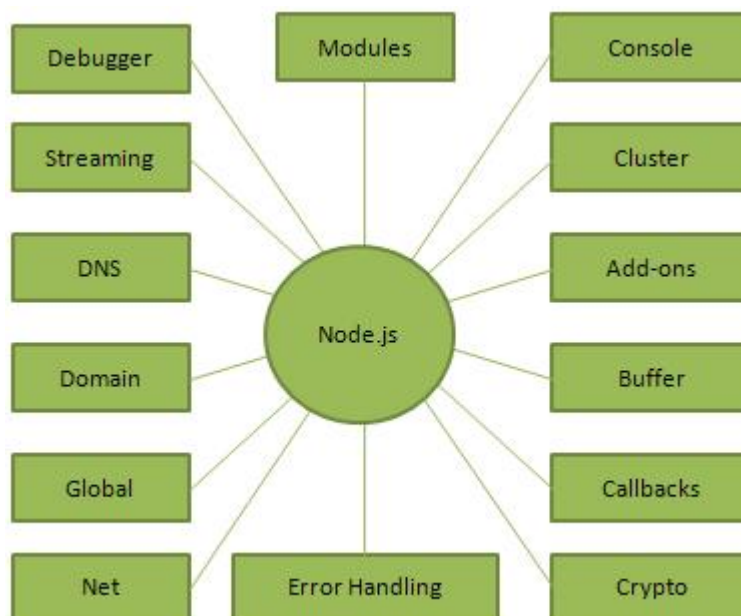 Debugger
Modules
Console
Streaming
Cluster
DNS
Add-ons
Node.js
Domain
Buffer
Global
Callbacks
Net
Error Handling
Crypto